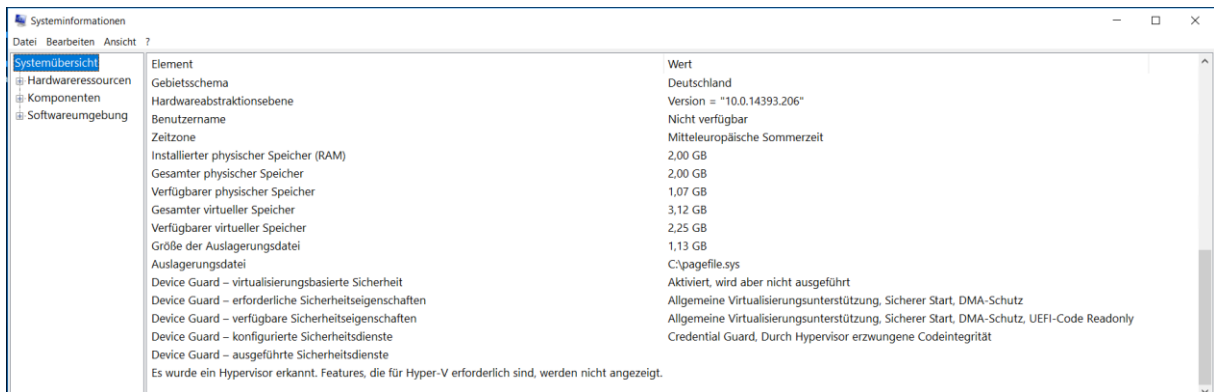 Systeminformationen
Datei Bearbeiten Ansicht ?
Systemübersicht
Hardwareressourcen
Komponenten
Softwareumgebung
Element Wert
Gebietsschema Deutschland
Hardwareabstraktionsebene Version = "10.0.14393.206"
Benutzername Nicht verfügbar
Zeitzone Mitteleuropäische Sommerzeit
Installierter physischer Speicher (RAM) 2,00 GB
Gesamter physischer Speicher 2,00 GB
Verfügbarer physischer Speicher 1,07 GB
Gesamter virtueller Speicher 3,12 GB
Verfügbarer virtueller Speicher 2,25 GB
Größe der Auslagerungsdatei 1,13 GB
Auslagerungsdatei C:\pagefile.sys
Device Guard – virtualisierungsbasierte Sicherheit Aktiviert, wird aber nicht ausgeführt
Device Guard – erforderliche Sicherheitseigenschaften Allgemeine Virtualisierungsunterstützung, Sicherer Start, DMA-Schutz
Device Guard – verfügbare Sicherheitseigenschaften Allgemeine Virtualisierungsunterstützung, Sicherer Start, DMA-Schutz, UEFI-Code Readonly
Device Guard – konfigurierte Sicherheitsdienste Credential Guard, Durch Hypervisor erzwungene Codeintegrität
Device Guard – ausgeführte Sicherheitsdienste
Es wurde ein Hypervisor erkannt. Features, die für Hyper-V erforderlich sind, werden nicht angezeigt.